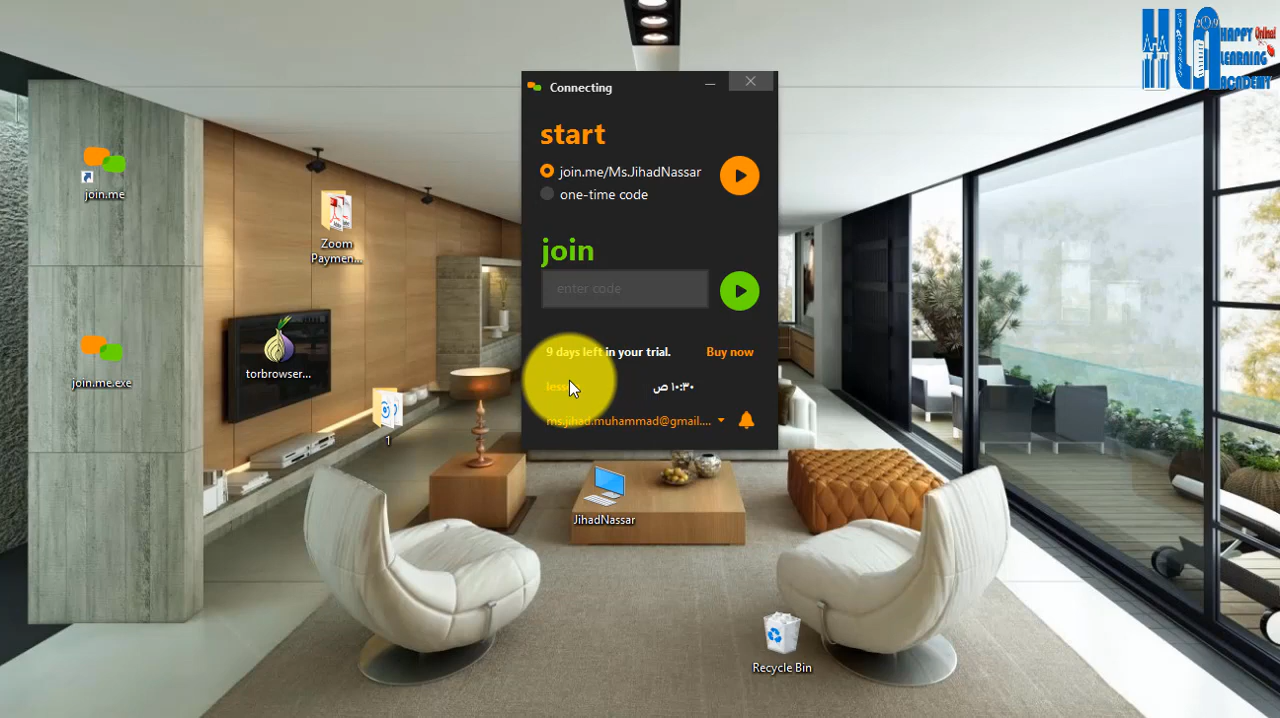 HAPPY Online!
LEARNING
ACADEMY
Connecting
start
join.me/Ms.JihadNassar
one-time code
join
enter code
9 days left in your trial.
Buy now
١٠:٣٠ ص
ms.jihad.muhammad@gmail....
join.me
Zoom
Paymen...
join.me.exe
torbrowser...
1
JihadNassar
Recycle Bin